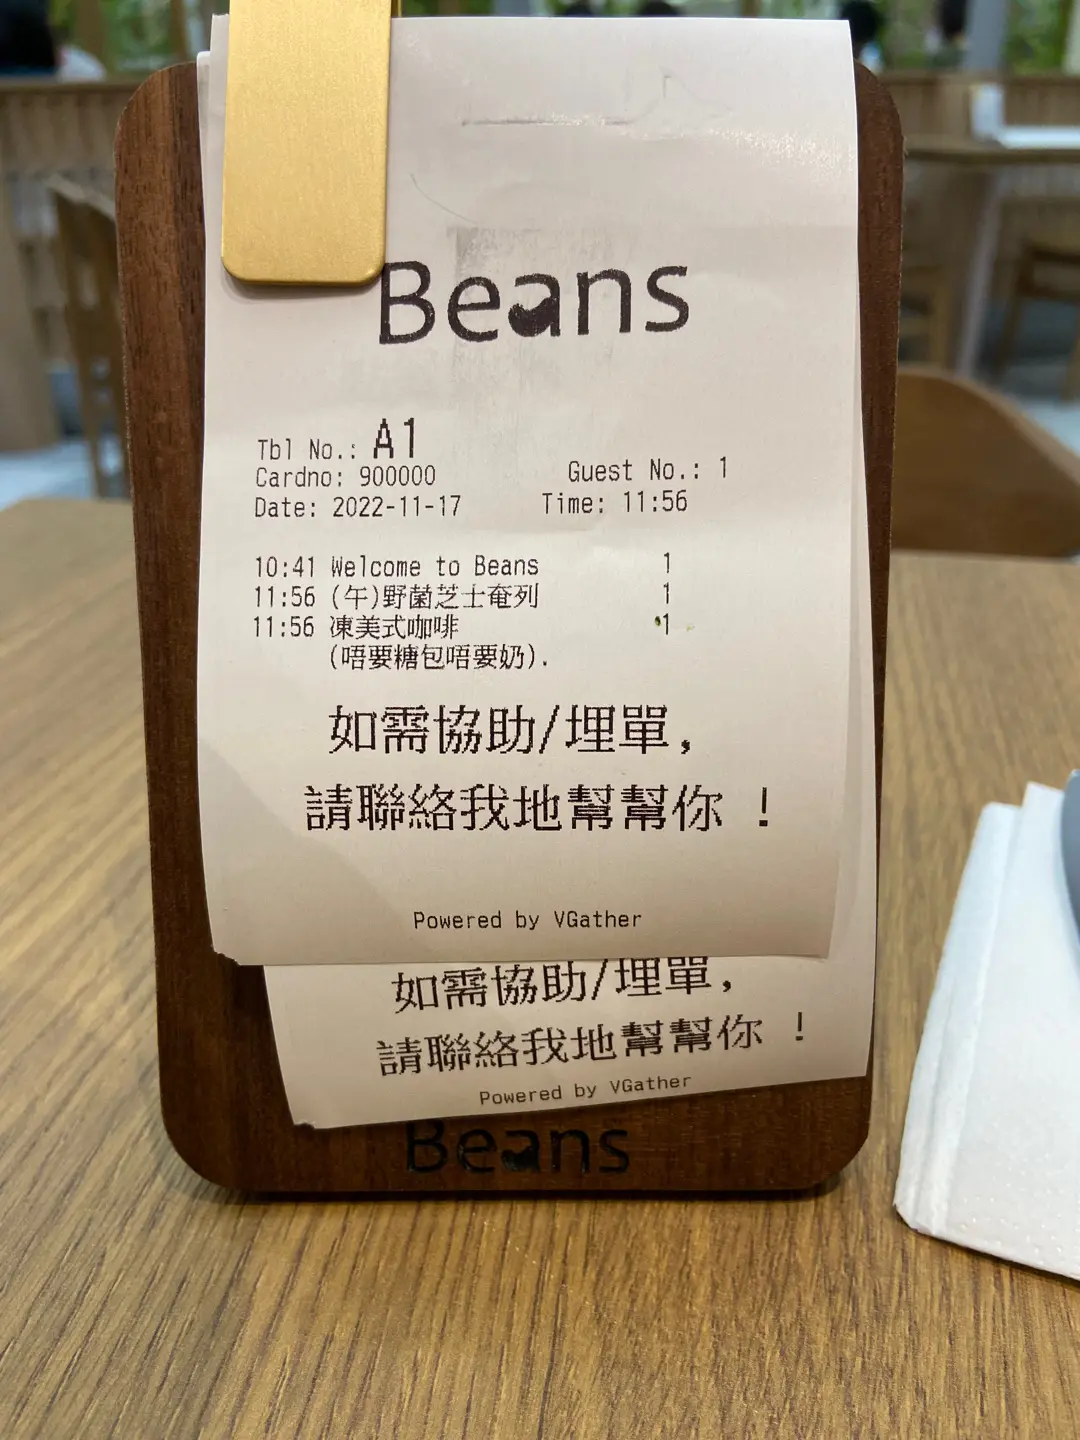 Beans
Tbl No.: A1
Cardno: 900000 Guest No.: 1
Date: 2022-11-17 Time: 11:56
10:41 Welcome to Beans 1
11:56 (午)野菌芝士奄列 1
11:56 凍美式咖啡 1
(唔要糖包唔要奶).
如需協助/埋單,
請聯絡我地幫幫你 !
Powered by VGather
如需協助/埋單,
請聯絡我地幫幫你 !
Powered by VGather
Beans